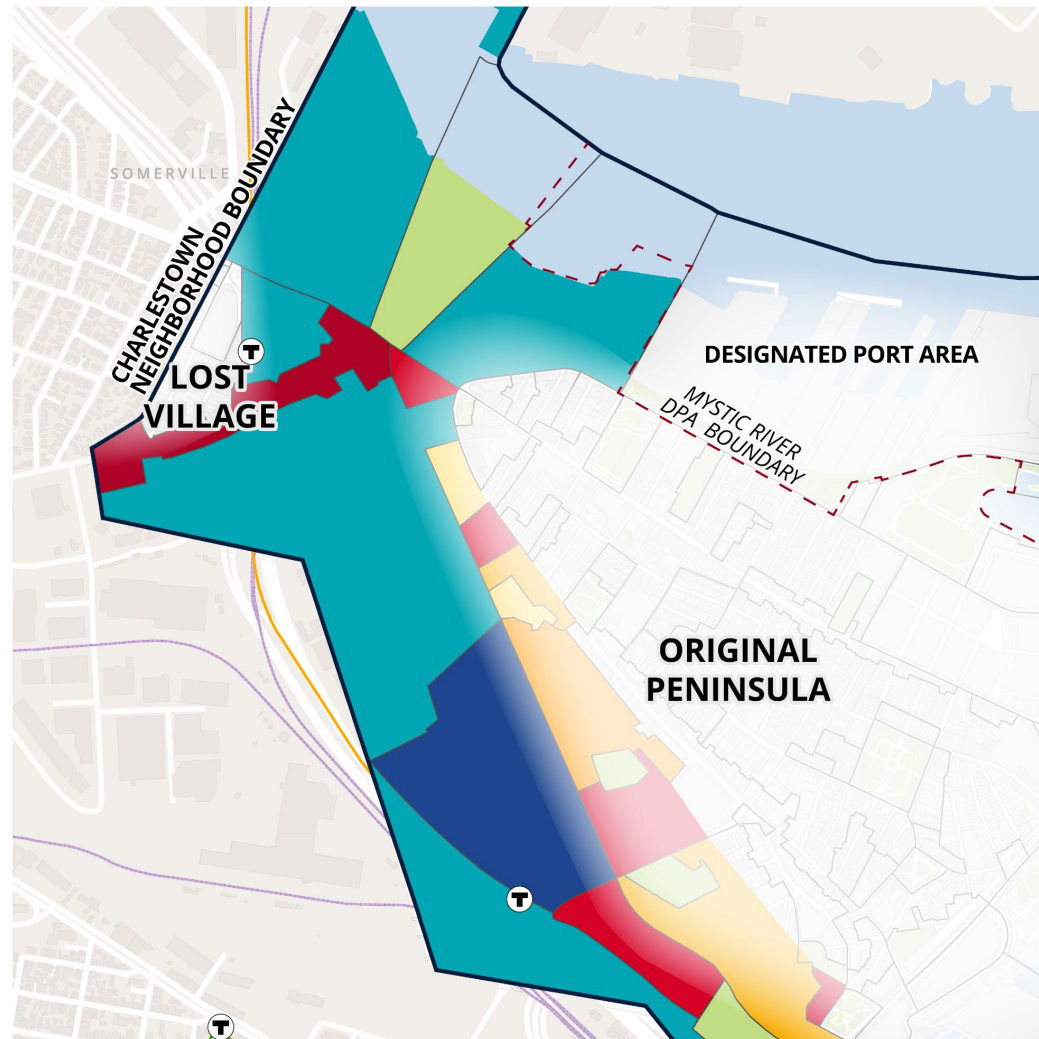 SOMERVILLE
CHARLESTOWN
NEIGHBORHOOD BOUNDARY
T
LOST
VILLAGE
DESIGNATED PORT AREA
MYSTIC RIVER
DPA BOUNDARY
ORIGINAL
PENINSULA
T
T